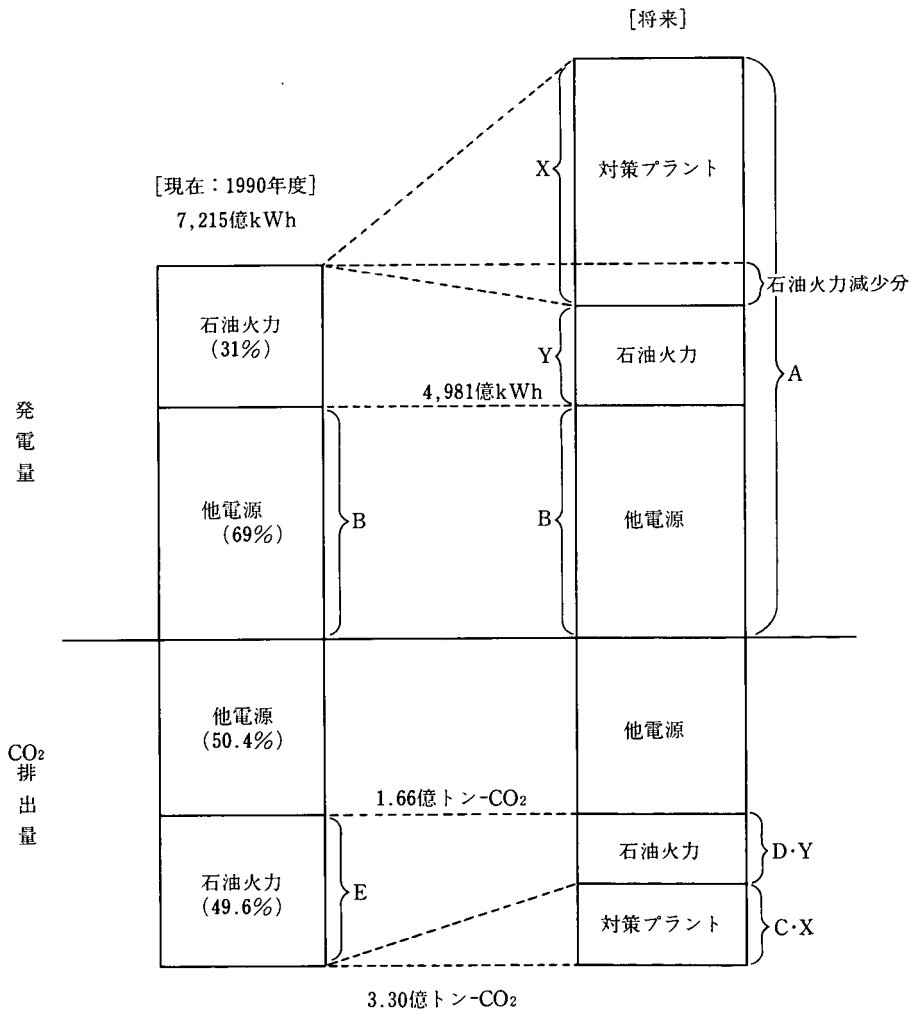 [将来]
[現在：1990年度]
7,215億kWh
石油火力
(31%)
他電源
(69%)
B
他電源
(50.4%)
石油火力
(49.6%)
E
X
Y
4,981億kWh
B
1.66億トン-CO₂
3.30億トン-CO₂
対策プラント
石油火力
他電源
他電源
石油火力
対策プラント
石油火力減少分
A
D·Y
C·X
発
電
量
CO₂
排
出
量